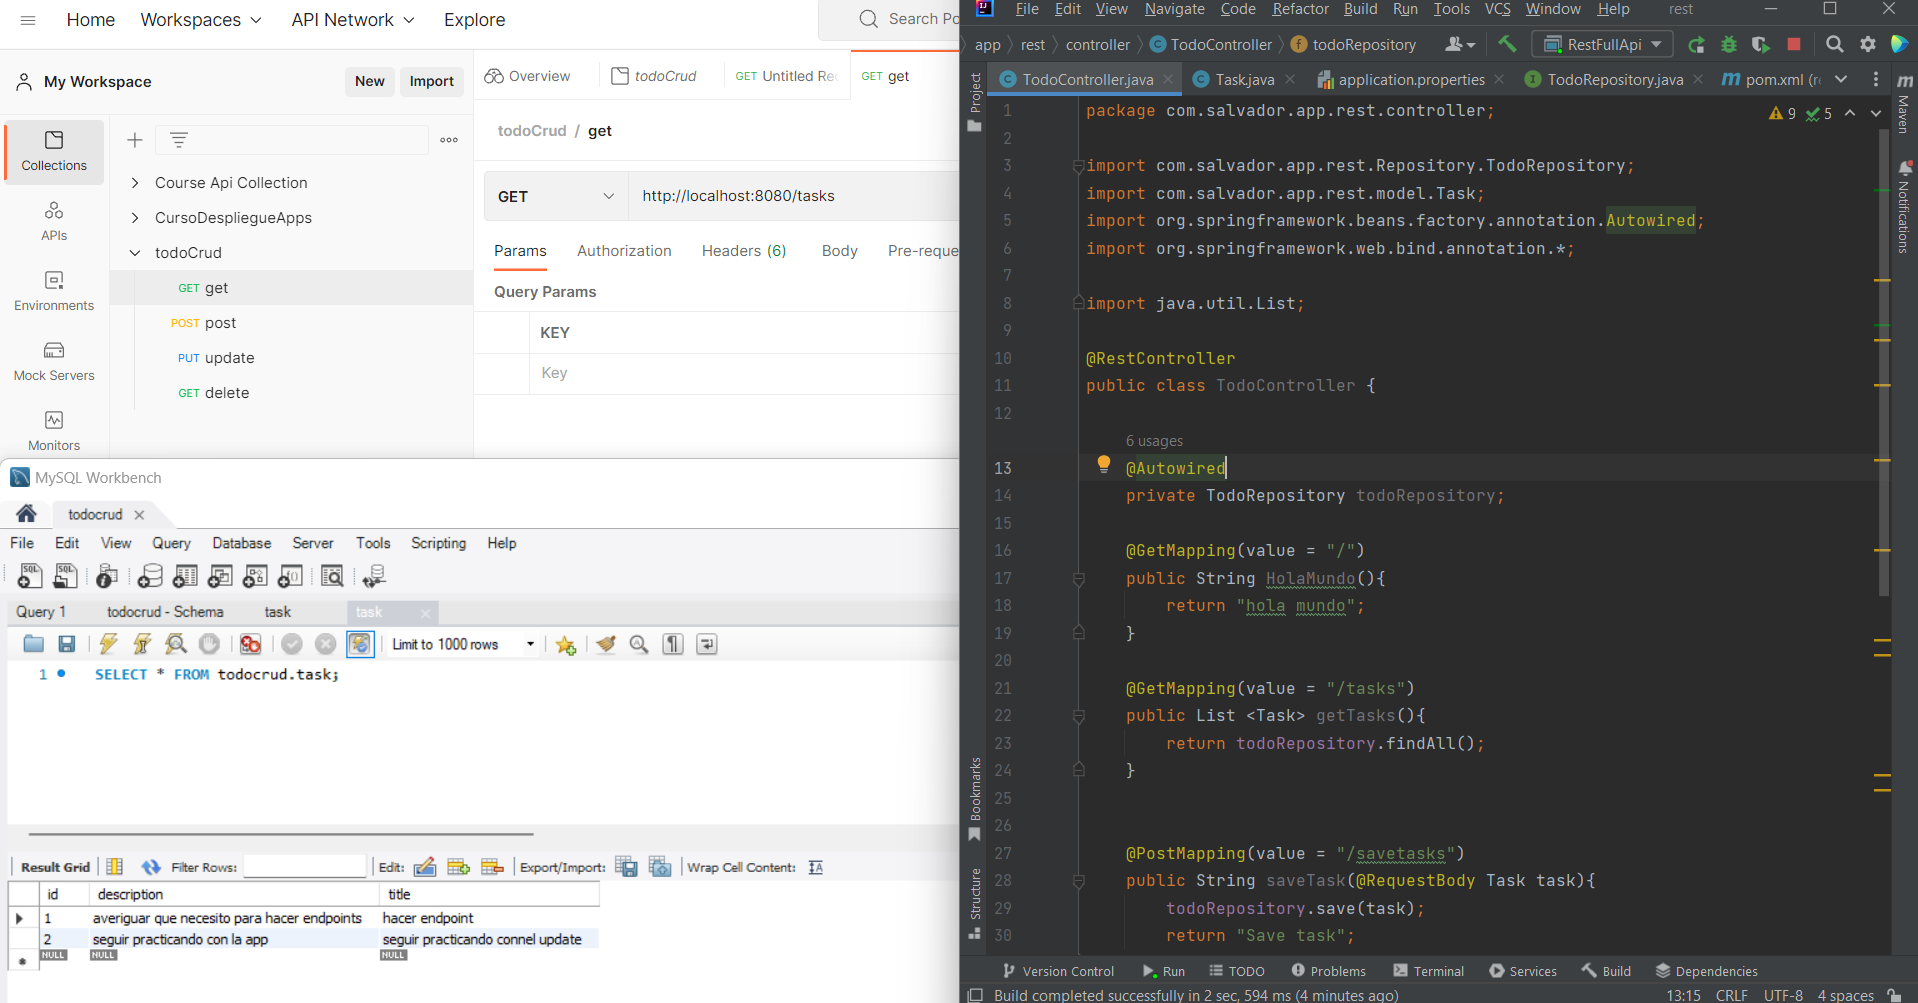 Home Workspaces API Network Explore Search Po
My Workspace New Import
Overview todoCrud GET Untitled Re GET get
Collections
APIs
Environments
Mock Servers
Monitors
Course Api Collection
CursoDespliegueApps
todoCrud
GET get
POST post
PUT update
GET delete
todoCrud / get
GET http://localhost:8080/tasks
Params Authorization Headers (6) Body Pre-reque
Query Params
KEY
Key
MySQL Workbench
todocrud
File Edit View Query Database Server Tools Scripting Help
Query 1 todocrud - Schema task task
Limit to 1000 rows
1 SELECT * FROM todocrud.task;
Result Grid Filter Rows: Edit: Export/Import: Wrap Cell Content:
id description title
1 averiguar que necesito para hacer endpoints hacer endpoint
2 seguir practicando con la app seguir practicando connel update
NULL NULL NULL
File Edit View Navigate Code Refactor Build Run Tools VCS Window Help rest
app rest controller TodoController todoRepository RestFullApi
TodoController.java Task.java application.properties TodoRepository.java pom.xml (re
Project
Bookmarks
Structure
Maven
Notifications
9 5
1 package com.salvador.app.rest.controller;
2
3 import com.salvador.app.rest.Repository.TodoRepository;
4 import com.salvador.app.rest.model.Task;
5 import org.springframework.beans.factory.annotation.Autowired;
6 import org.springframework.web.bind.annotation.*;
7
8 import java.util.List;
9
10 @RestController
11 public class TodoController {
12
6 usages
13 @Autowired
14 private TodoRepository todoRepository;
15
16 @GetMapping(value = "/")
17 public String HolaMundo(){
18 return "hola mundo";
19 }
20
21 @GetMapping(value = "/tasks")
22 public List <Task> getTasks(){
23 return todoRepository.findAll();
24 }
25
26
27 @PostMapping(value = "/savetasks")
28 public String saveTask(@RequestBody Task task){
29 todoRepository.save(task);
30 return "Save task";
Version Control Run TODO Problems Terminal Services Build Dependencies
Build completed successfully in 2 sec, 594 ms (4 minutes ago) 13:15 CRLF UTF-8 4 spaces